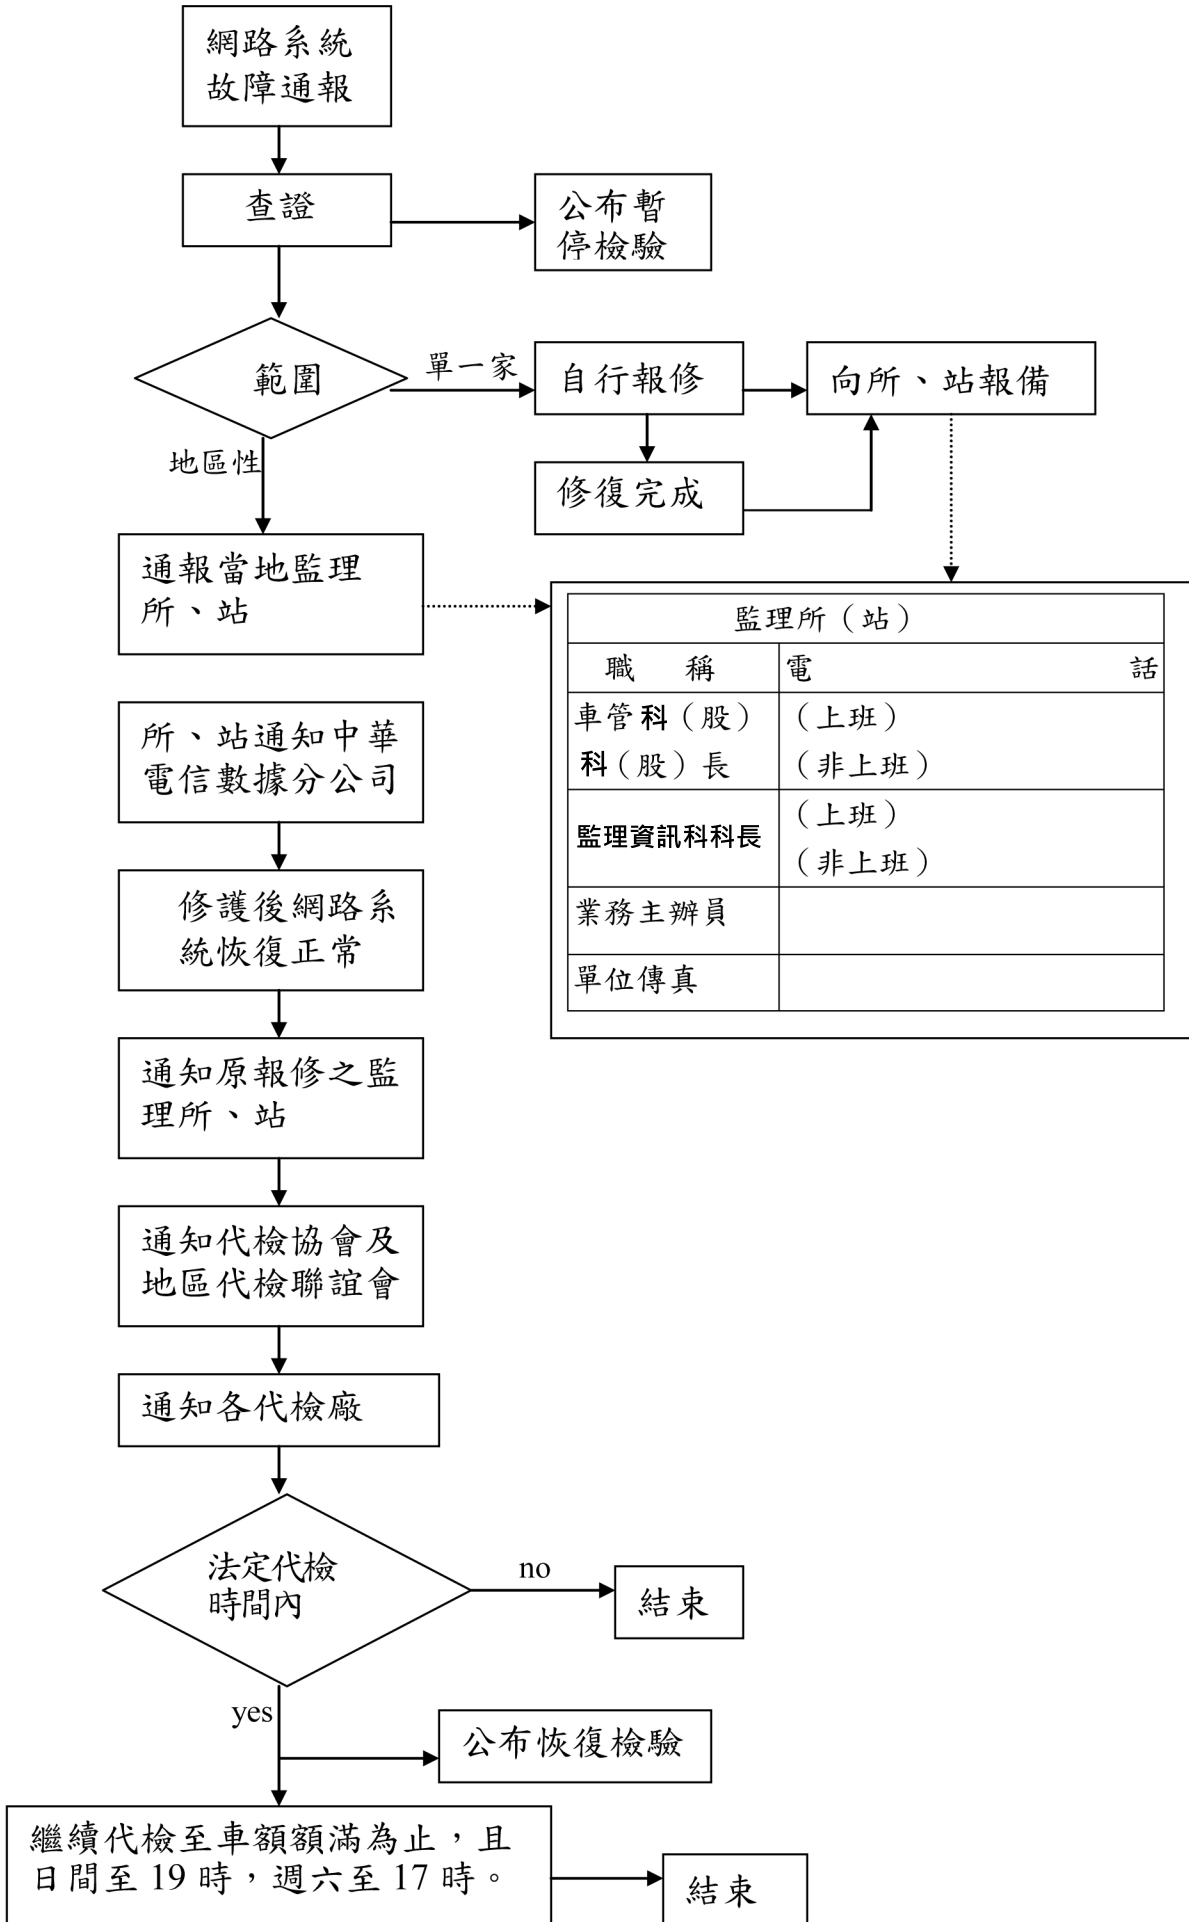 網路系統
故障通報
查證
公布暫
停檢驗
範圍
單一家
自行報修
向所、站報備
地區性
修復完成
通報當地監理
所、站
監理所（站）
職 稱
電 話
車管科（股）
科（股）長
（上班）
（非上班）
監理資訊科科長
（上班）
（非上班）
業務主辦員
單位傳真
所、站通知中華
電信數據分公司
修護後網路系
統恢復正常
通知原報修之監
理所、站
通知代檢協會及
地區代檢聯誼會
通知各代檢廠
法定代檢
時間內
no
結束
yes
公布恢復檢驗
繼續代檢至車額額滿為止，且
日間至 19 時，週六至 17 時。
結束